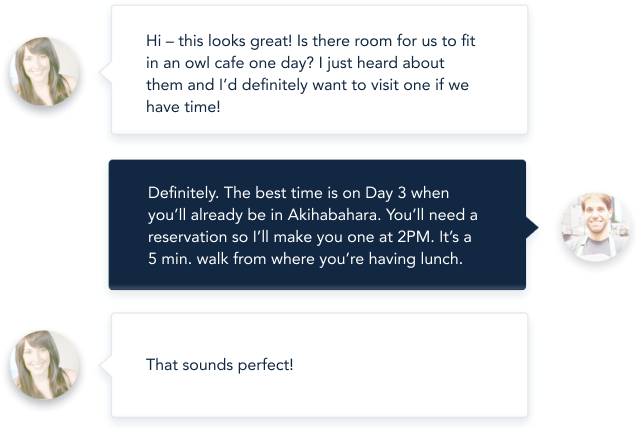 Hi – this looks great! Is there room for us to fit
in an owl cafe one day? I just heard about
them and I’d definitely want to visit one if we
have time!
Definitely. The best time is on Day 3 when
you’ll already be in Akihabahara. You’ll need a
reservation so I’ll make you one at 2PM. It’s a
5 min. walk from where you’re having lunch.
That sounds perfect!